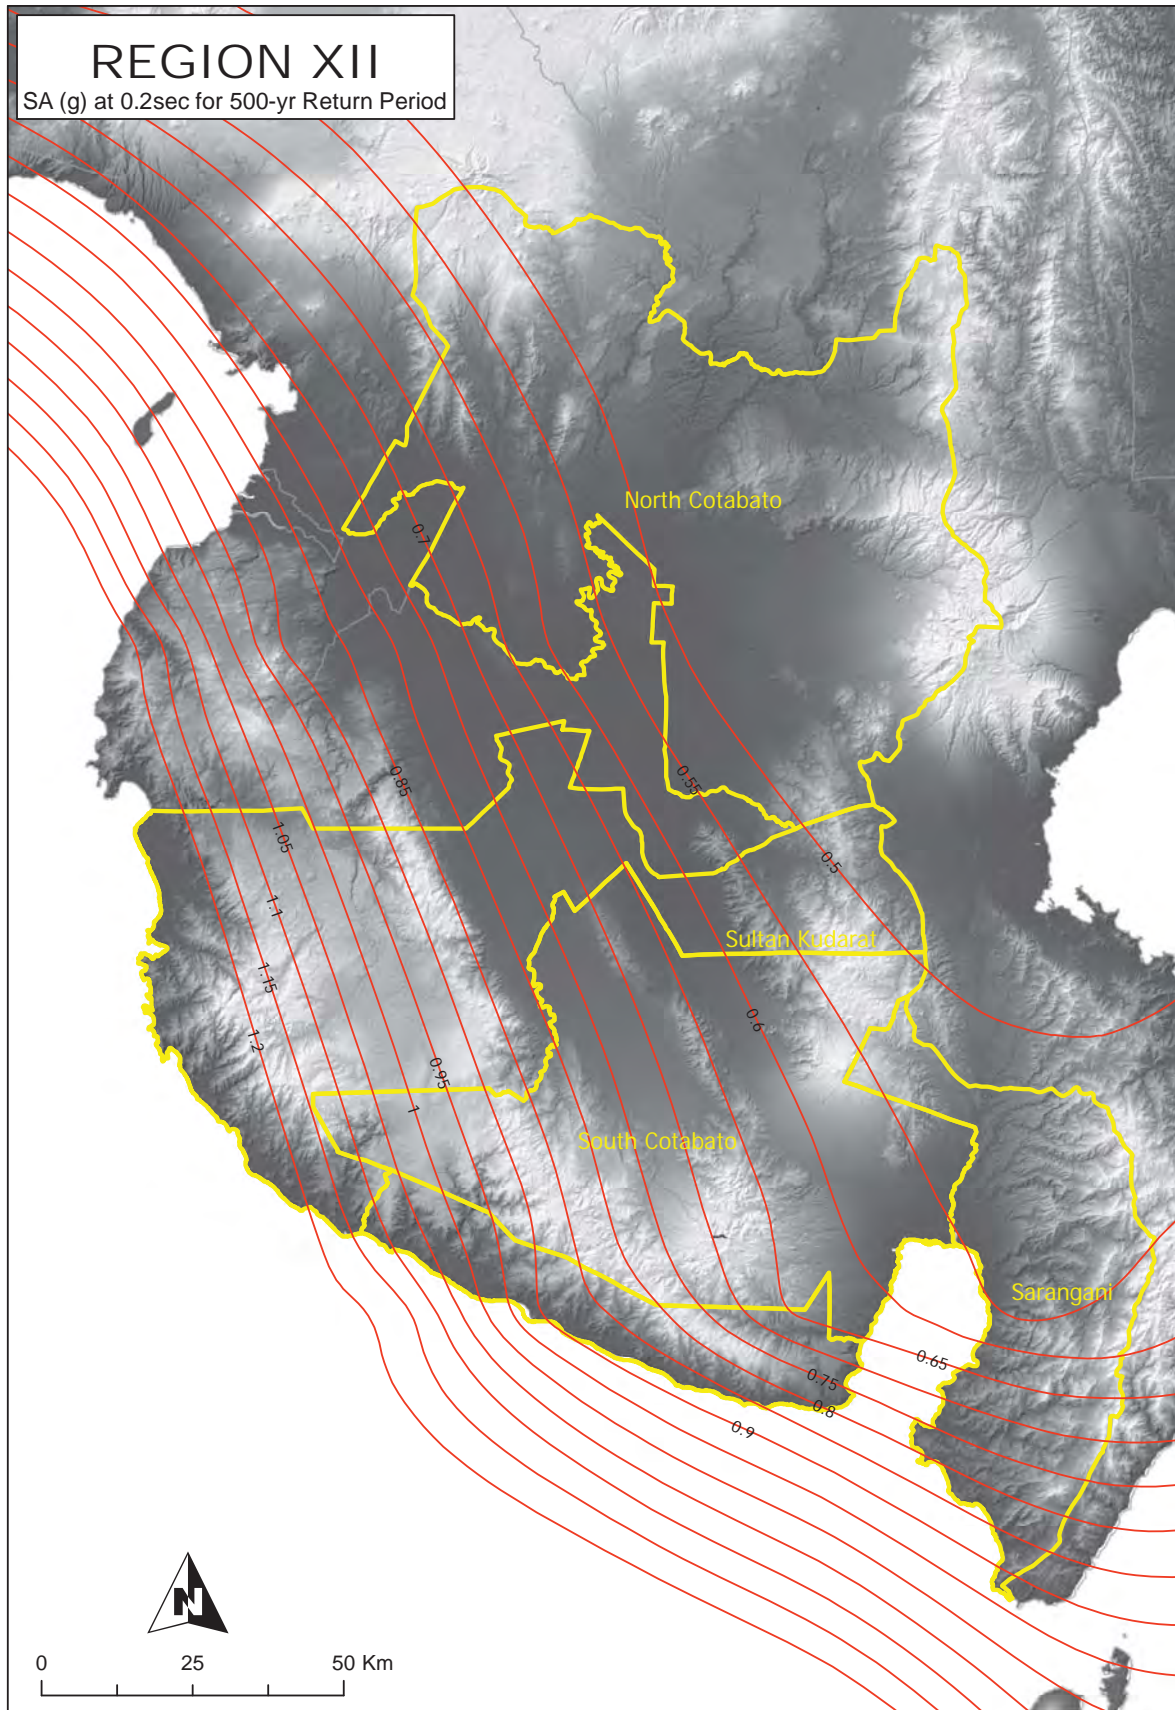 REGION XII
SA (g) at 0.2sec for 500-yr Return Period
North Cotabato
0.7
0.55
0.85
1.05
0.5
1.1
Sultan Kudarat
1.15
0.6
1.2
0.95
1
South Cotabato
Sarangani
0.65
0.75
0.8
0.9
N
0 25 50 Km